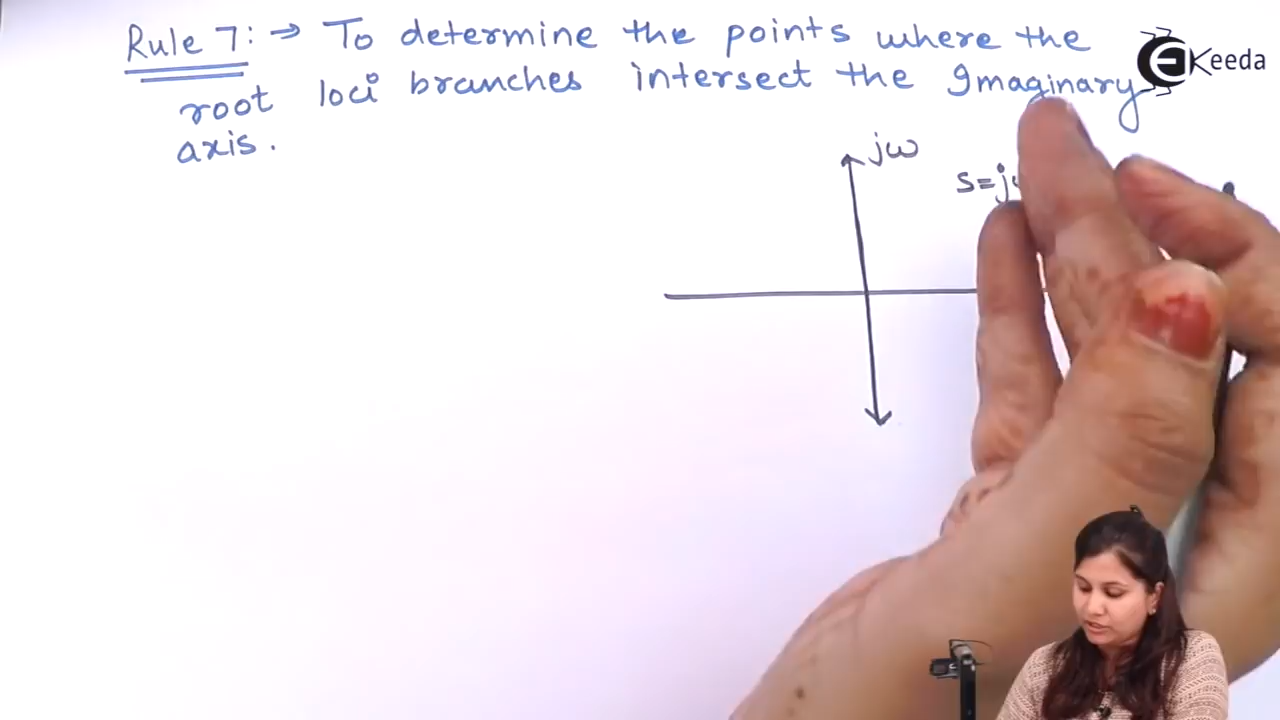 Rule 7:→ To determine the points where the
root loci branches intersect the Imaginary
axis.
Keeda
jω
s=j